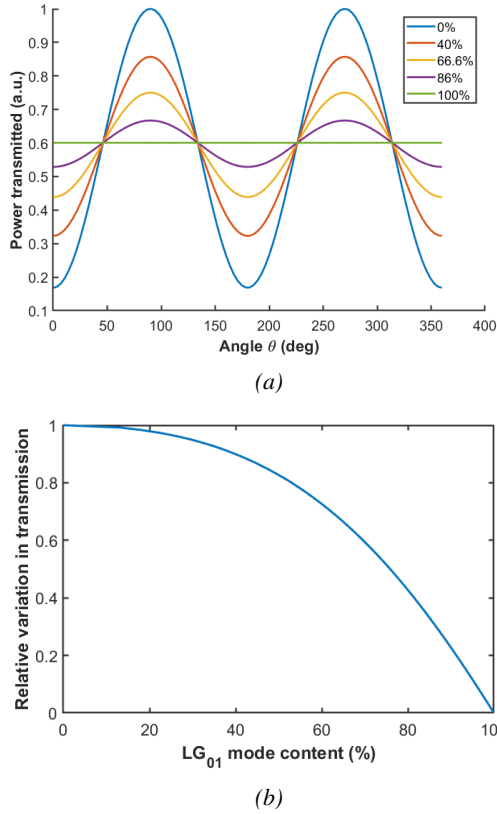 1
0.9
0.8
0.7
0.6
0.5
0.4
0.3
0.2
0.1
Power transmitted (a.u.)
0%
40%
66.6%
86%
100%
0 50 100 150 200 250 300 350 400
Angle θ (deg)
(a)
1
0.8
0.6
0.4
0.2
0
Relative variation in transmission
0 20 40 60 80 100
LG01 mode content (%)
(b)